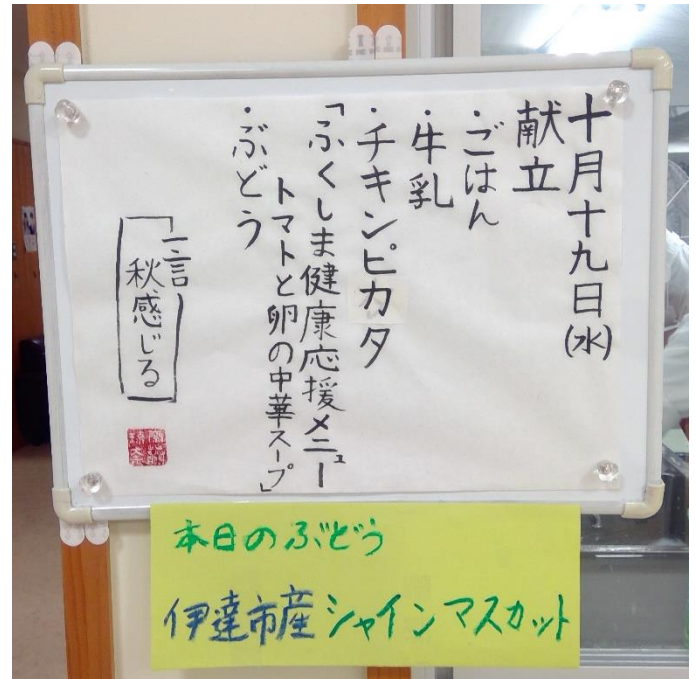 十月十九日(水)
献立
・ごはん
・牛乳
・チキンピカタ
「ふくしま健康応援メニュー
トマトと卵の中華スープ」
・ぶどう
一言
秋感じる
本日のぶどう
伊達市産シャインマスカット